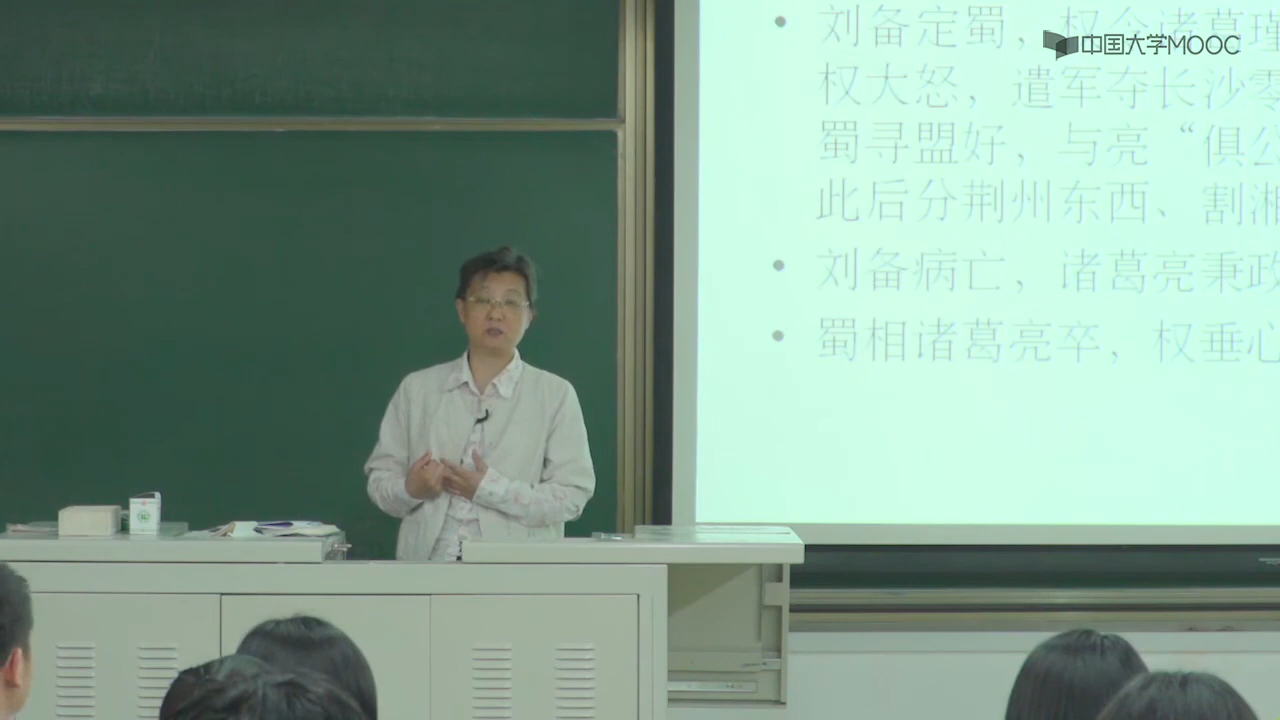 刘备定蜀，权令诸葛瑾
中国大学MOOC
权大怒，遣军夺长沙零
蜀寻盟好，与亮“俱公
此后分荆州东西、割湘
刘备病亡，诸葛亮秉政
蜀相诸葛亮卒，权垂心